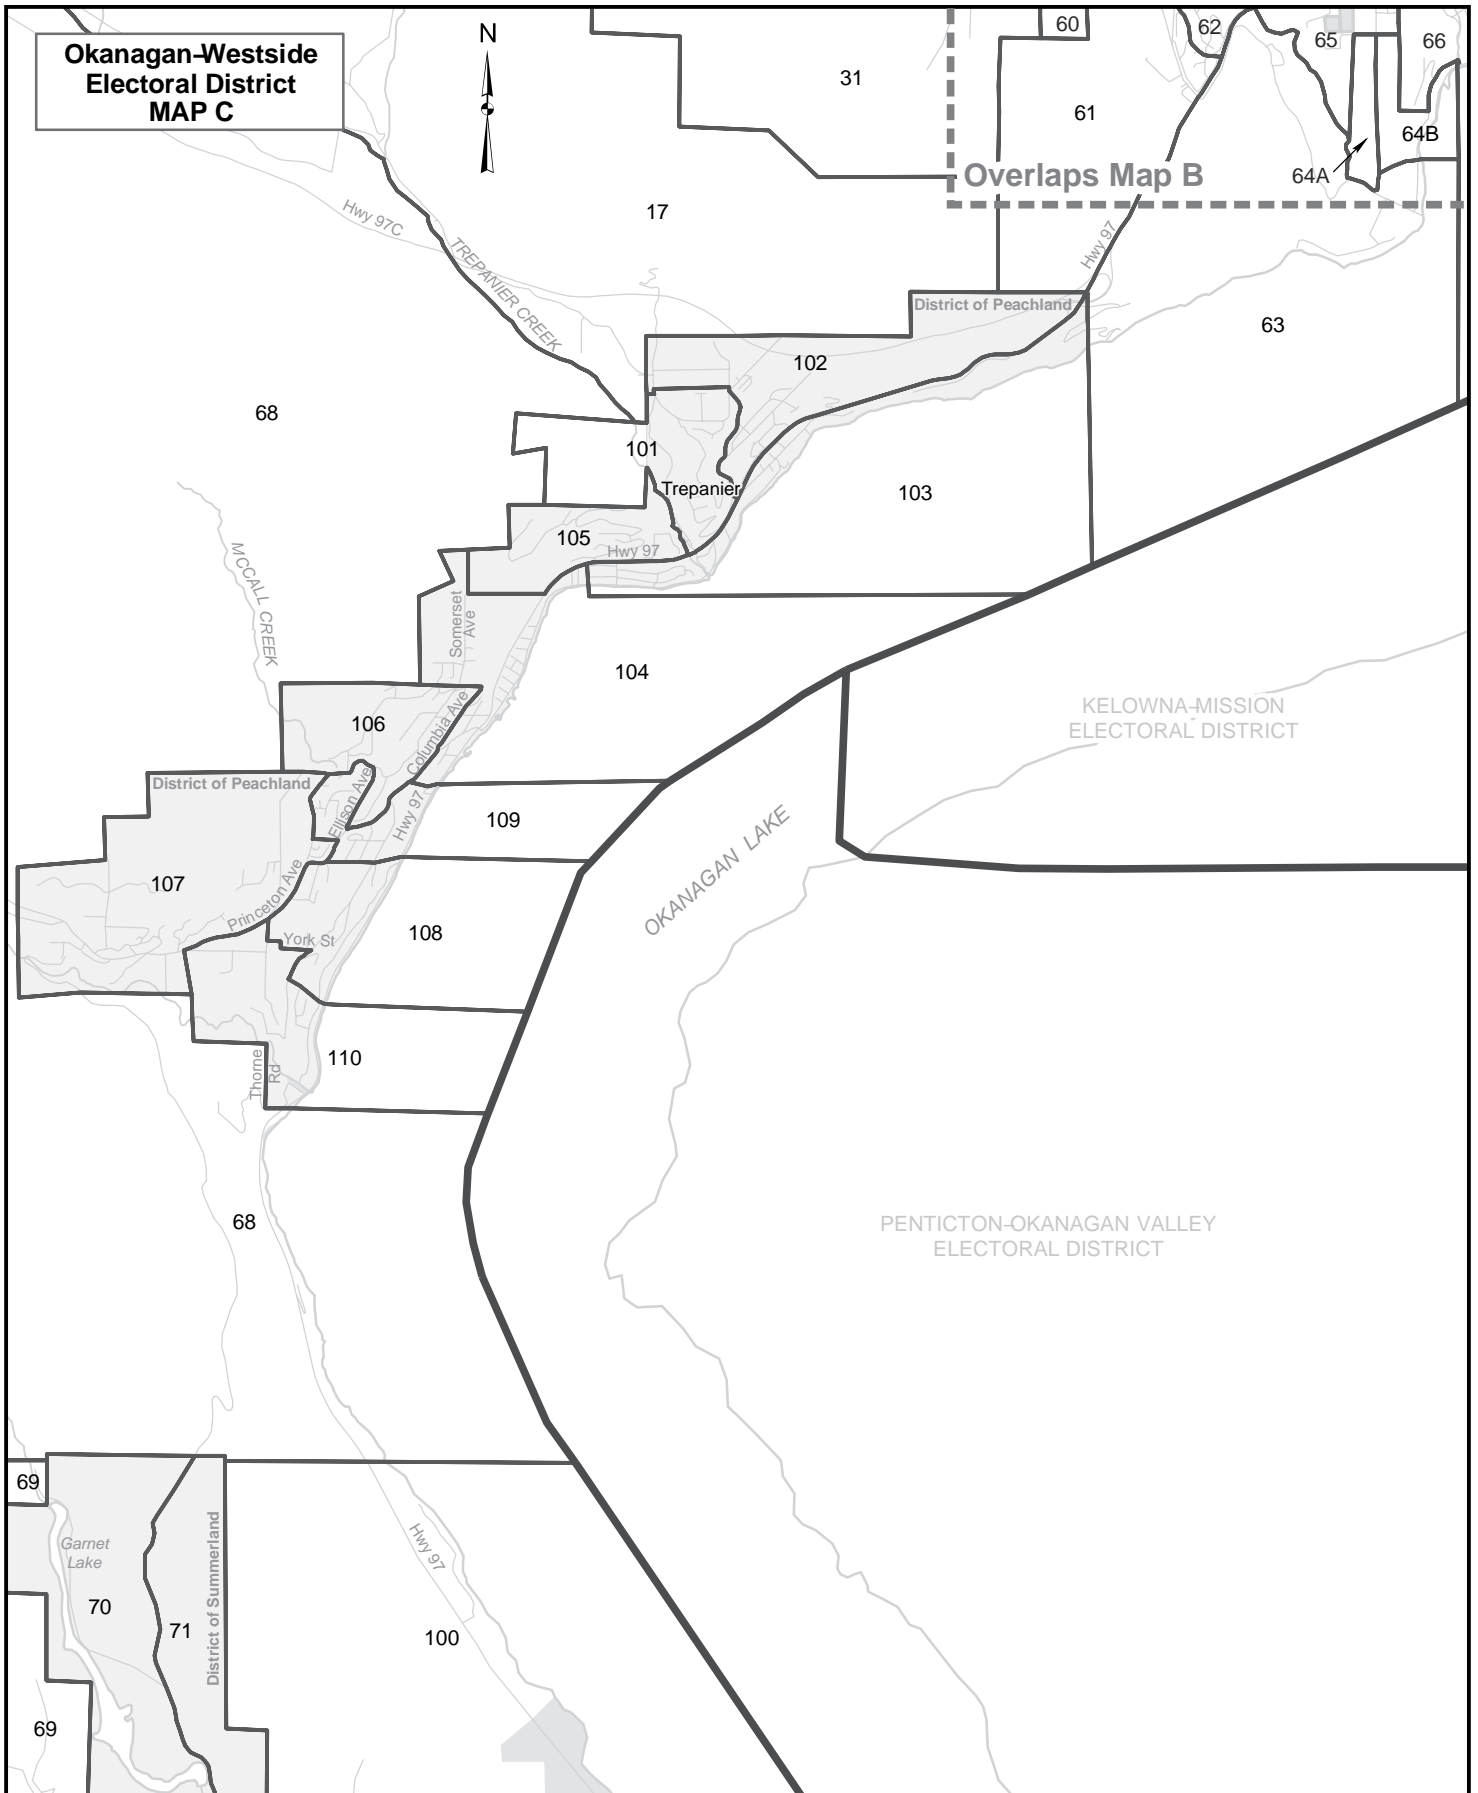 Okanagan-Westside
Electoral District
MAP C
N
60
62
65
66
31
61
64B
64A
Overlaps Map B
Hwy 97C
17
TREPANIER CREEK
Hwy 97
District of Peachland
63
102
68
101
Trepanier
103
105
Hwy 97
MCCALL CREEK
Somerset
Ave
104
KELOWNA-MISSION
ELECTORAL DISTRICT
106
Columbia Ave
District of Peachland
Ellison Ave
Hwy 97
109
OKANAGAN LAKE
107
Princeton Ave
York St
108
110
Thorne
Rd
68
PENTICTON-OKANAGAN VALLEY
ELECTORAL DISTRICT
69
Garnet
Lake
District of Summerland
Hwy 97
70
71
100
69